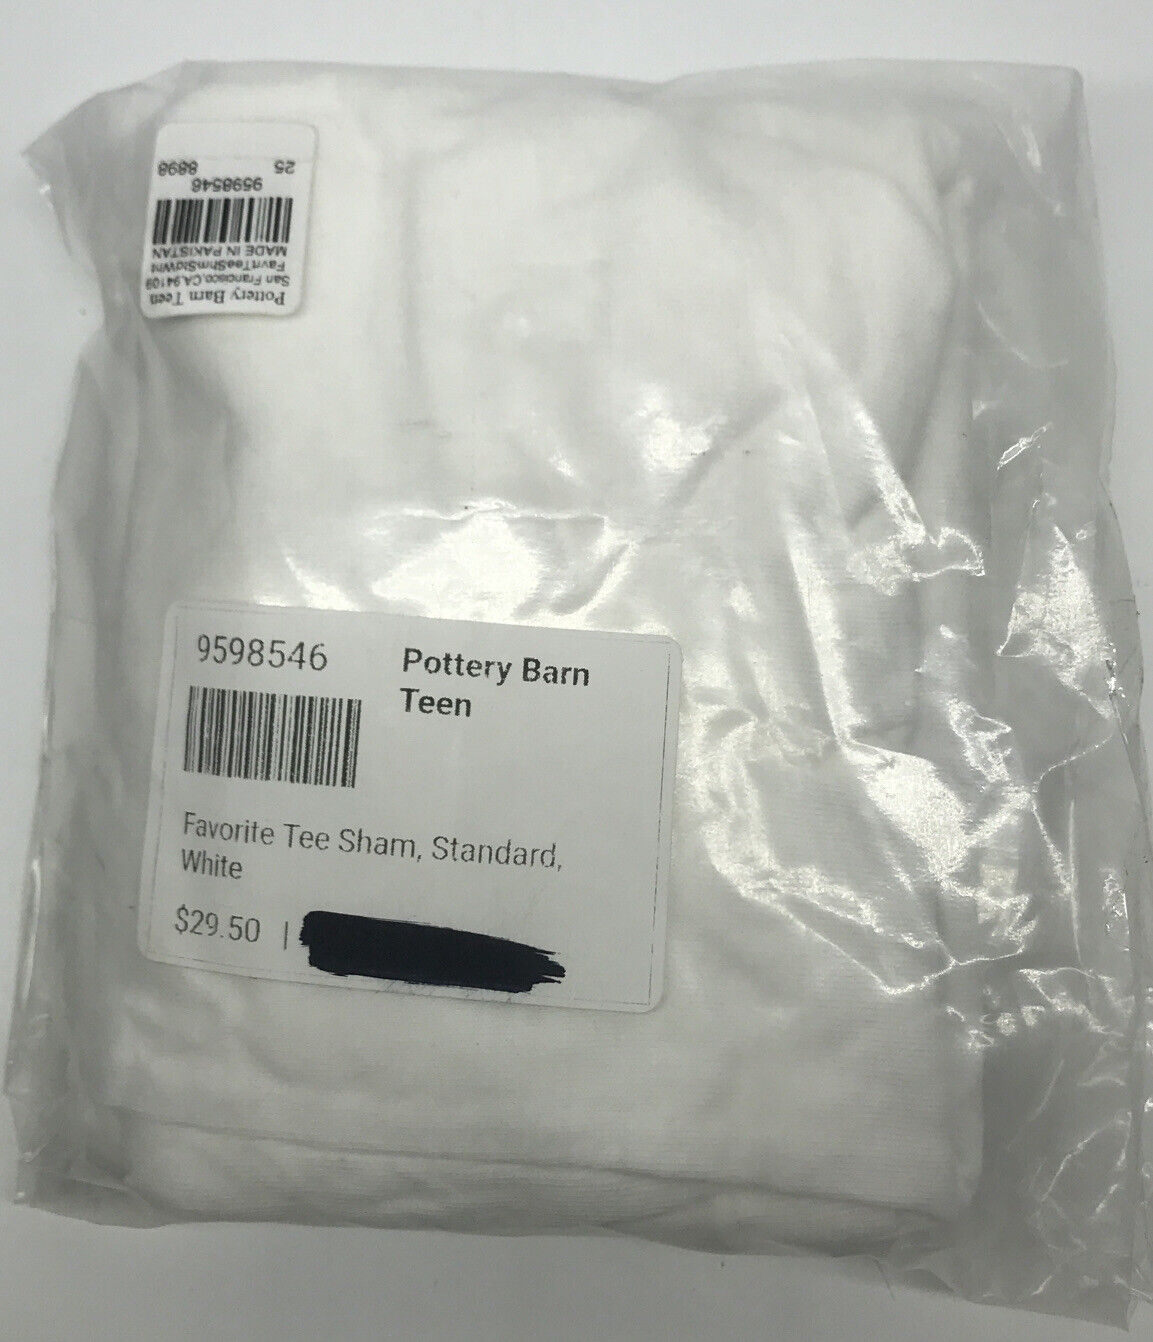 Pottery Barn Teen
San Francisco,CA,94109
FavrtTeeShmStdWht
MADE IN PAKISTAN
9598546
25 8898
9598546
Pottery Barn
Teen
Favorite Tee Sham, Standard,
White
$29.50 |